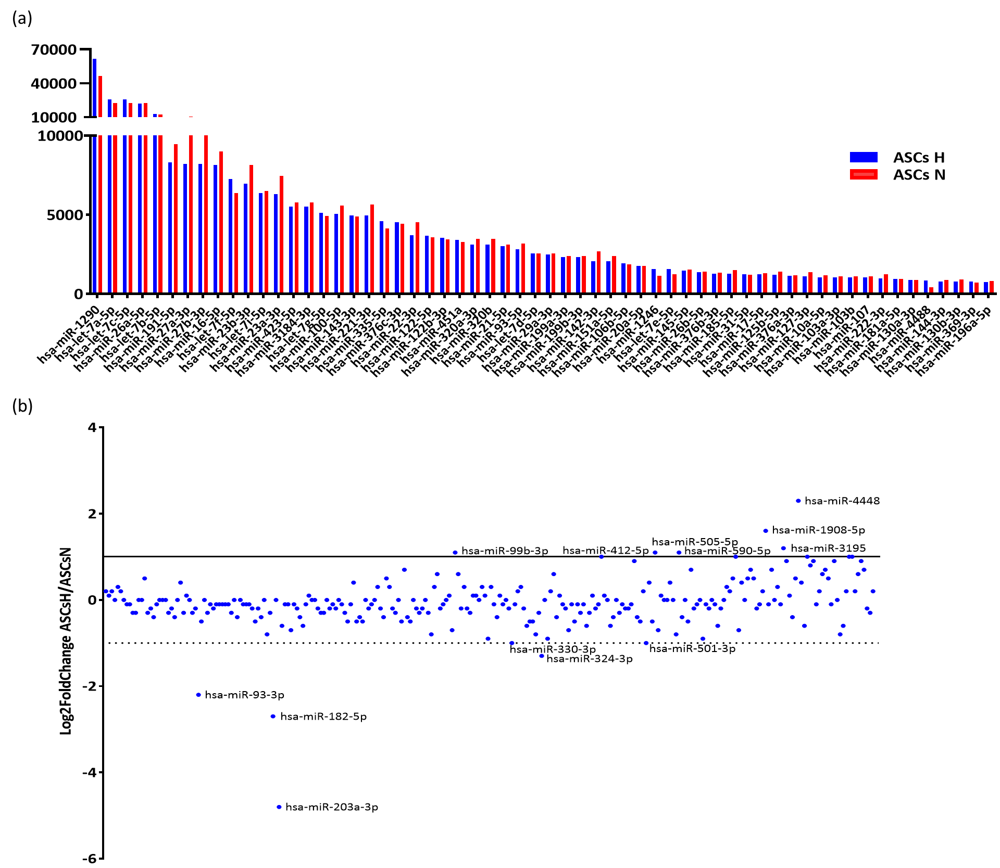 (a)
70000
40000
10000
10000
5000
0
ASCs H
ASCs N
hsa-miR-1290
hsa-let-7a-5p
hsa-let-7c-5p
hsa-miR-26a-5p
hsa-let-7b-5p
hsa-miR-191-5p
hsa-miR-27a-3p
hsa-miR-27b-3p
hsa-miR-16-5p
hsa-let-7f-5p
hsa-miR-23b-3p
hsa-let-7i-5p
hsa-miR-23a-3p
hsa-miR-423-5p
hsa-miR-3184-3p
hsa-let-7g-5p
hsa-miR-100-5p
hsa-miR-143-3p
hsa-miR-221-3p
hsa-miR-335-5p
hsa-miR-376c-3p
hsa-miR-22-3p
hsa-miR-122-5p
hsa-miR-122b-3p
hsa-miR-451a
hsa-miR-320a-3p
hsa-miR-320b
hsa-miR-21-5p
hsa-miR-93-5p
hsa-let-7d-5p
hsa-miR-29a-3p
hsa-miR-199a-3p
hsa-miR-199b-3p
hsa-miR-142-3p
hsa-miR-151a-5p
hsa-miR-106b-5p
hsa-miR-20a-5p
hsa-miR-1246
hsa-let-7e-5p
hsa-miR-145-5p
hsa-miR-26b-5p
hsa-miR-376b-3p
hsa-miR-185-5p
hsa-miR-31-5p
hsa-miR-17-5p
hsa-miR-125b-5p
hsa-miR-376a-3p
hsa-miR-127-3p
hsa-miR-10a-5p
hsa-miR-103a-3p
hsa-miR-103b
hsa-miR-107
hsa-miR-222-3p
hsa-miR-181a-5p
hsa-miR-130a-3p
hsa-miR-4488
hsa-miR-144-3p
hsa-miR-130b-3p
hsa-miR-369-3p
hsa-miR-196a-5p
(b)
Log2FoldChange ASCsH/ASCsN
4
2
0
-2
-4
-6
hsa-miR-4448
hsa-miR-1908-5p
hsa-miR-505-5p
hsa-miR-99b-3p
hsa-miR-412-5p
hsa-miR-590-5p
hsa-miR-3195
hsa-miR-330-3p
hsa-miR-501-3p
hsa-miR-324-3p
hsa-miR-93-3p
hsa-miR-182-5p
hsa-miR-203a-3p